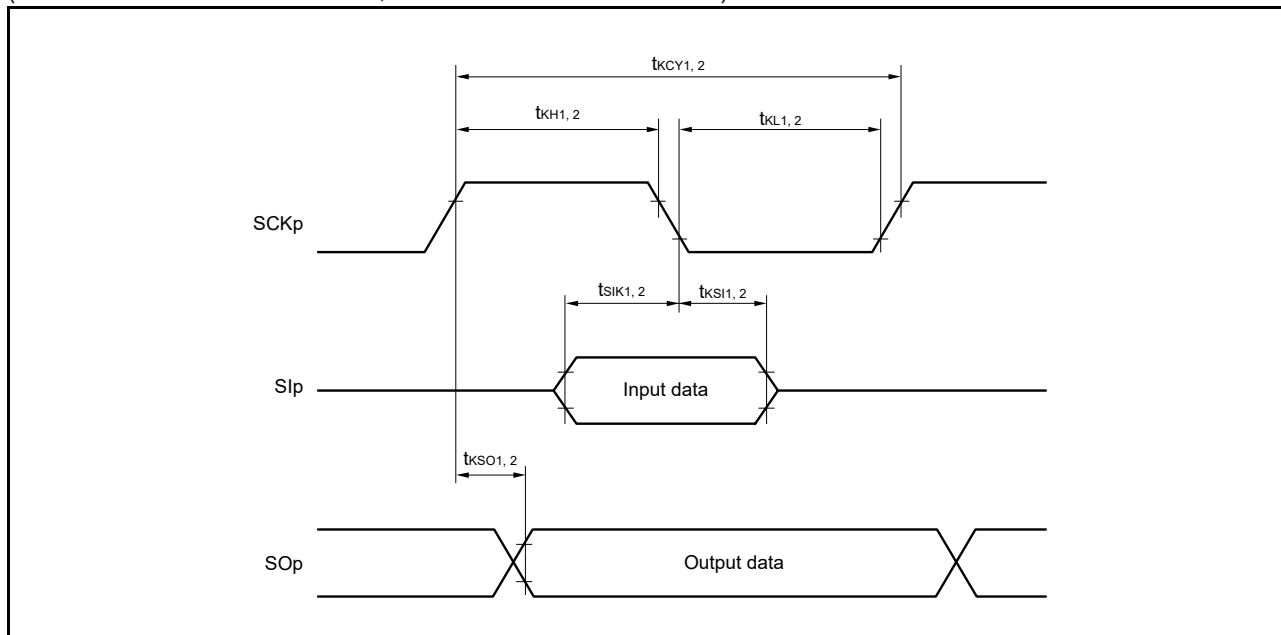 tKCY1, 2
tKH1, 2
tKL1, 2
SCKp
tSIK1, 2
tKSI1, 2
SIp
Input data
tKSO1, 2
SOp
Output data